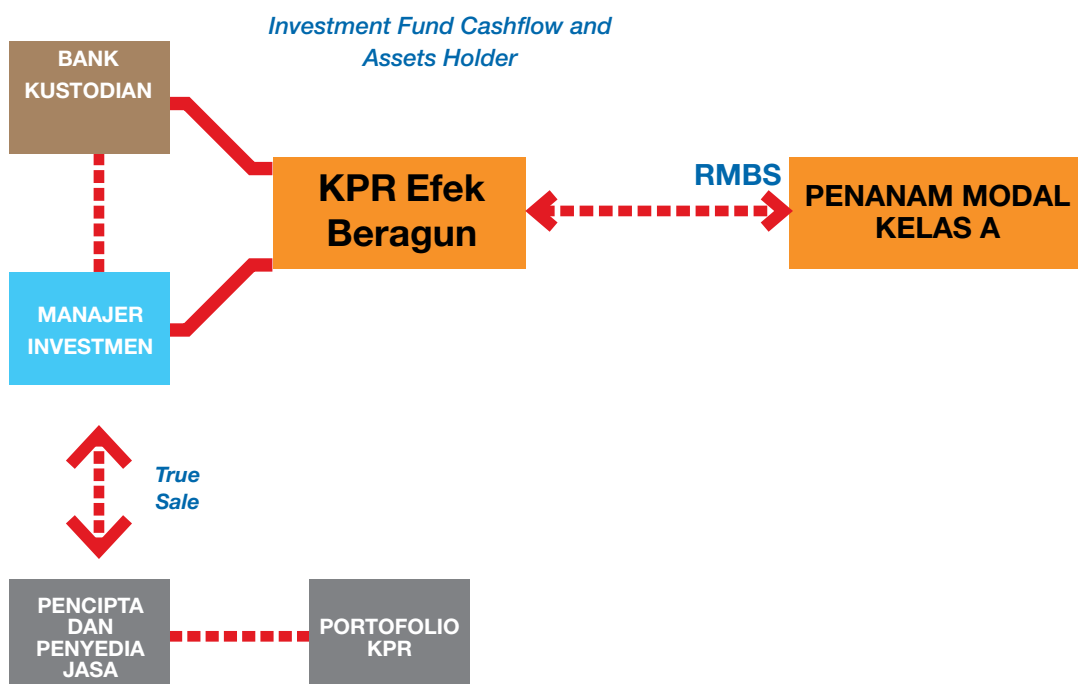 Investment Fund Cashflow and
Assets Holder
BANK
KUSTODIAN
KPR Efek
Beragun
RMBS
PENANAM MODAL
KELAS A
MANAJER
INVESTMEN
True
Sale
PENCIPTA
DAN
PENYEDIA
JASA
PORTOFOLIO
KPR